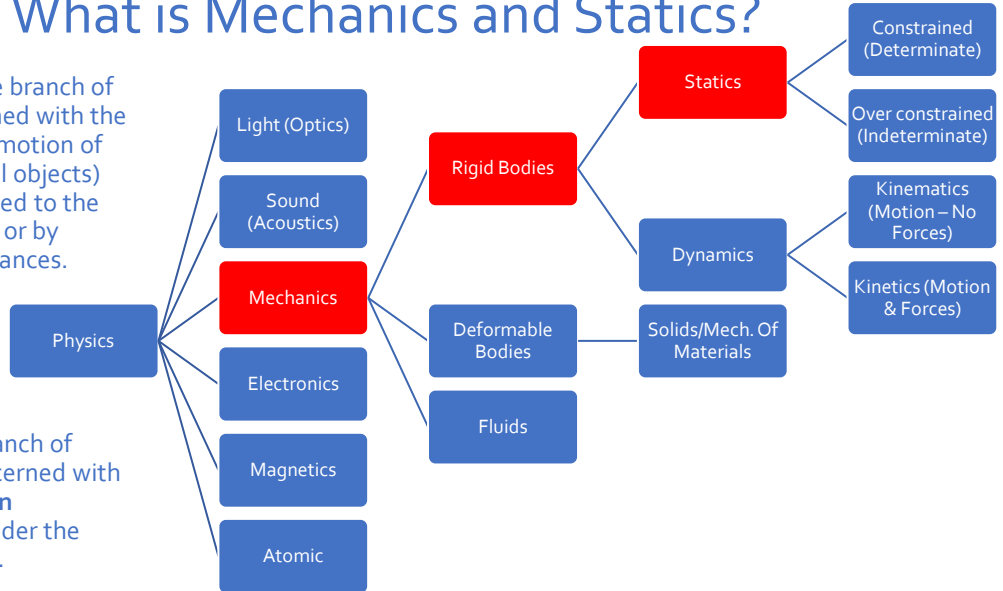 What is Mechanics and Statics?
branch of
ned with the
motion of
l objects)
ed to the
or by
ances.
anch of
cerned with
n
der the
Physics
Light (Optics)
Sound
(Acoustics)
Mechanics
Electronics
Magnetics
Atomic
Rigid Bodies
Deformable
Bodies
Fluids
Statics
Dynamics
Solids/Mech. Of
Materials
Constrained
(Determinate)
Over constrained
(Indeterminate)
Kinematics
(Motion – No
Forces)
Kinetics (Motion
& Forces)